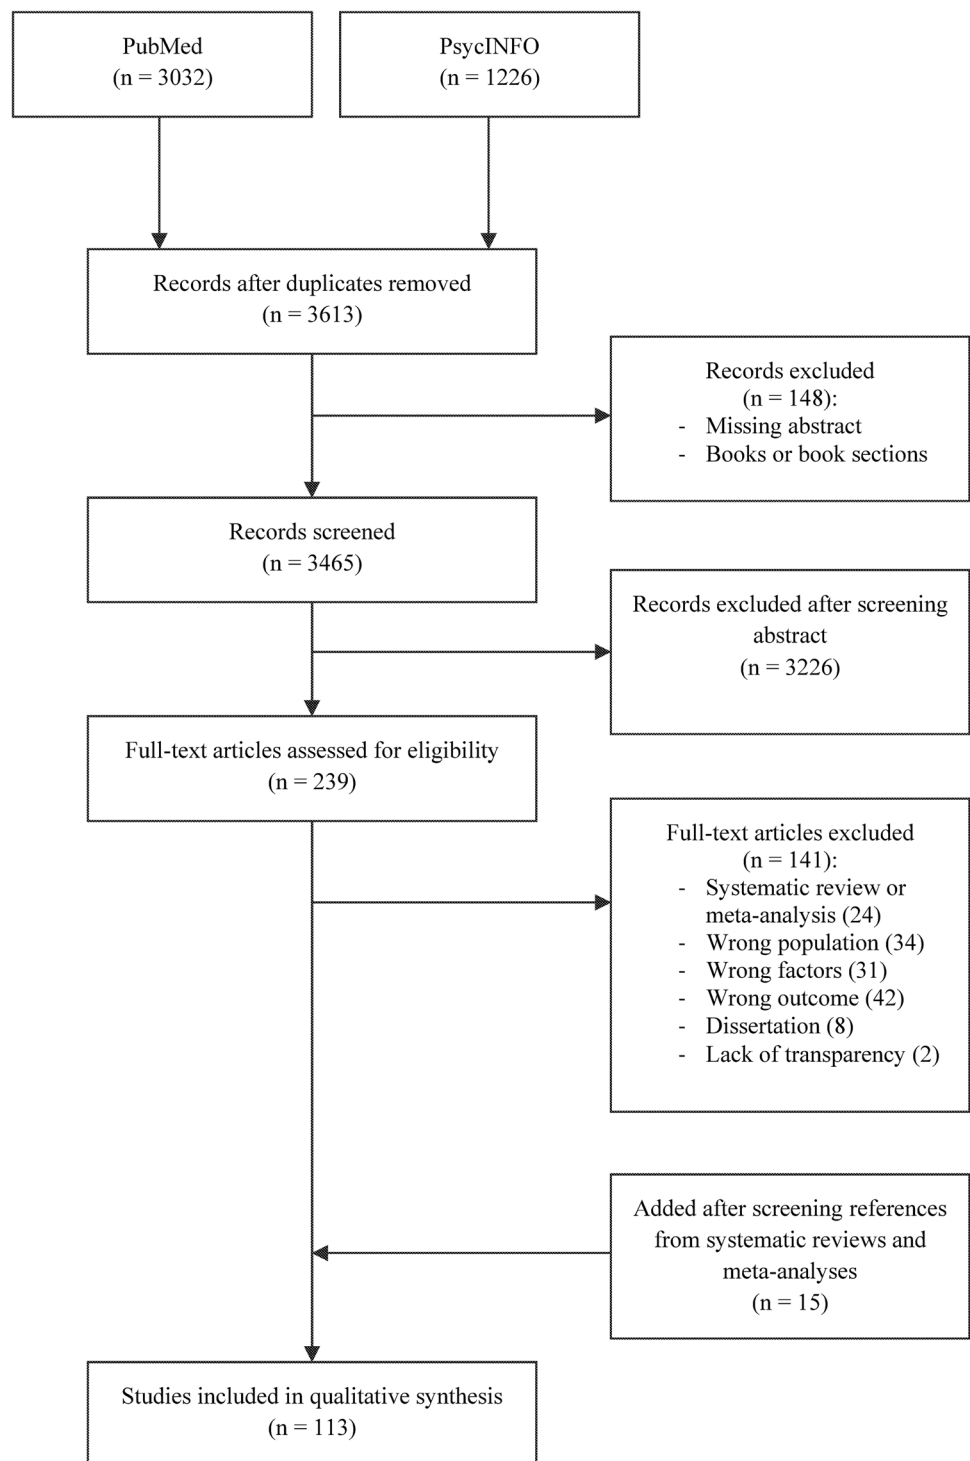 PubMed
(n = 3032)
PsycINFO
(n = 1226)
Records after duplicates removed
(n = 3613)
Records excluded
(n = 148):
- Missing abstract
- Books or book sections
Records screened
(n = 3465)
Records excluded after screening
abstract
(n = 3226)
Full-text articles assessed for eligibility
(n = 239)
Full-text articles excluded
(n = 141):
- Systematic review or
meta-analysis (24)
- Wrong population (34)
- Wrong factors (31)
- Wrong outcome (42)
- Dissertation (8)
- Lack of transparency (2)
Added after screening references
from systematic reviews and
meta-analyses
(n = 15)
Studies included in qualitative synthesis
(n = 113)